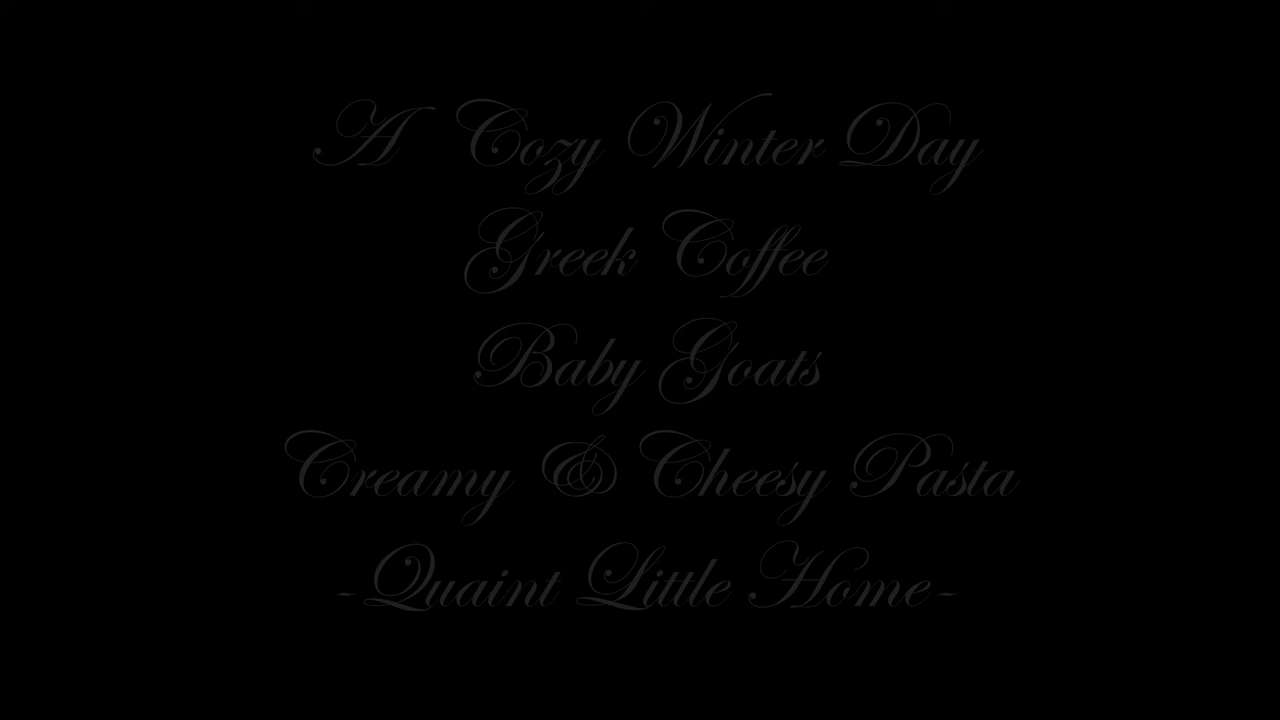 A Cozy Winter Day
Greek Coffee
Baby Goats
Creamy & Cheesy Pasta
-Quaint Little Home-